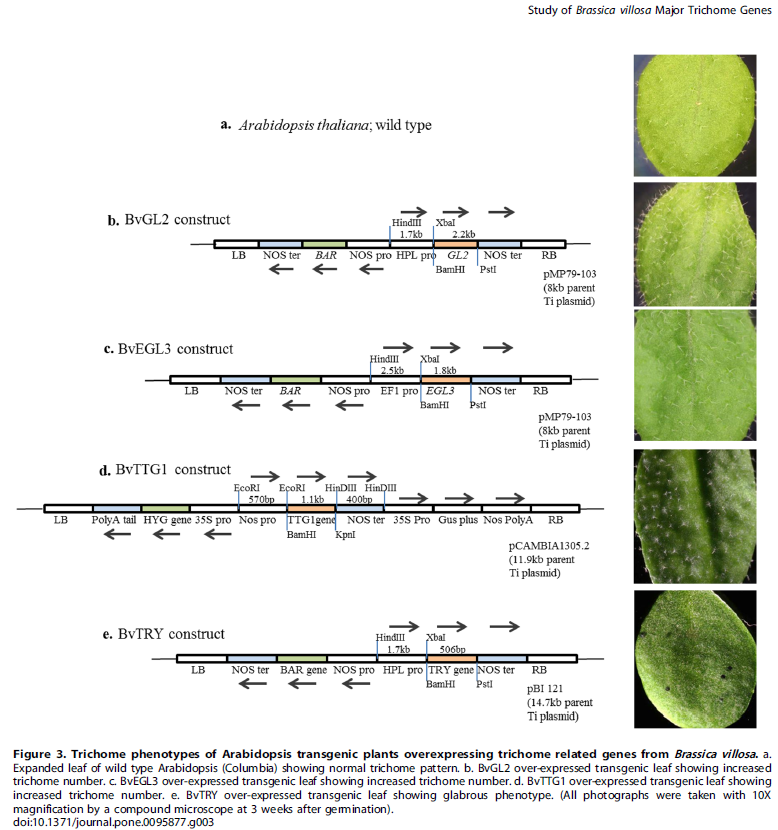 Study of Brassica villosa Major Trichome Genes
a. Arabidopsis thaliana; wild type
b. BvGL2 construct
HindIII XbaI
1.7kb 2.2kb
LB NOS ter BAR NOS pro HPL pro GL2 NOS ter RB
BamHI PstI
pMP79-103
(8kb parent
Ti plasmid)
c. BvEGL3 construct
HindIII XbaI
2.5kb 1.8kb
LB NOS ter BAR NOS pro EF1 pro EGL3 NOS ter RB
BamHI PstI
pMP79-103
(8kb parent
Ti plasmid)
d. BvTTG1 construct
EcoRI EcoRI HinDIII HinDIII
570bp 1.1kb 400bp
LB PolyA tail HYG gene 35S pro Nos pro TTG1gene NOS ter 35S Pro Gus plus Nos PolyA RB
BamHI KpnI
pCAMBIA1305.2
(11.9kb parent
Ti plasmid)
e. BvTRY construct
HindIII XbaI
1.7kb 506bp
LB NOS ter BAR gene NOS pro HPL pro TRY gene NOS ter RB
BamHI PstI
pBI 121
(14.7kb parent
Ti plasmid)
Figure 3. Trichome phenotypes of Arabidopsis transgenic plants overexpressing trichome related genes from Brassica villosa. a.
Expanded leaf of wild type Arabidopsis (Columbia) showing normal trichome pattern. b. BvGL2 over-expressed transgenic leaf showing increased
trichome number. c. BvEGL3 over-expressed transgenic leaf showing increased trichome number. d. BvTTG1 over-expressed transgenic leaf showing
increased trichome number. e. BvTRY over-expressed transgenic leaf showing glabrous phenotype. (All photographs were taken with 10X
magnification by a compound microscope at 3 weeks after germination).
doi:10.1371/journal.pone.0095877.g003